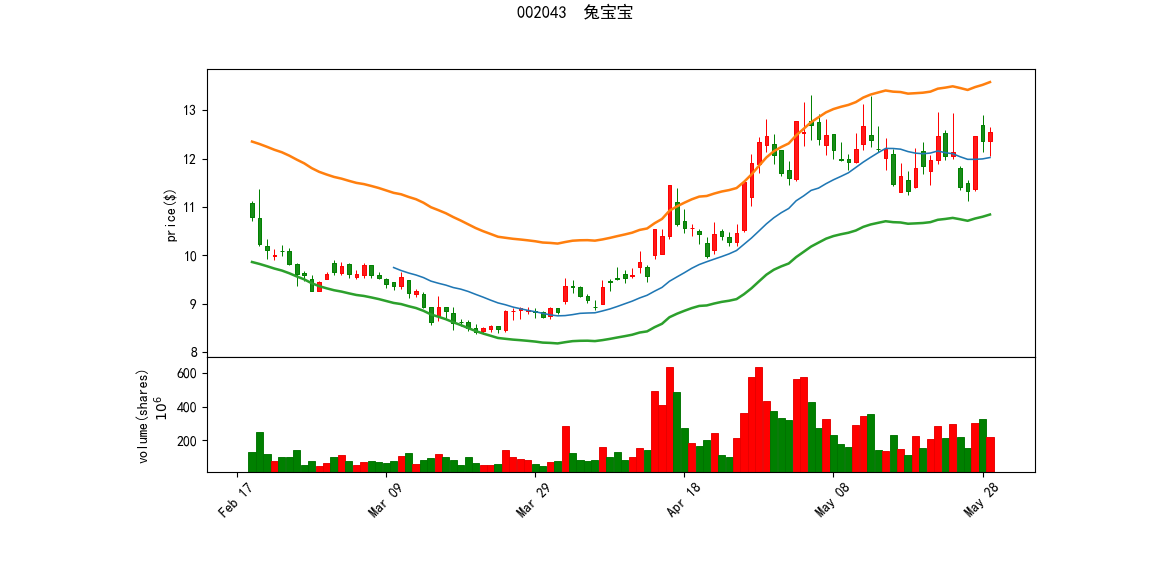 002043 兔宝宝
price($)
13
12
11
10
9
8
volume(shares)
10^6
600
400
200
Feb 17
Mar 09
Mar 29
Apr 18
May 08
May 28